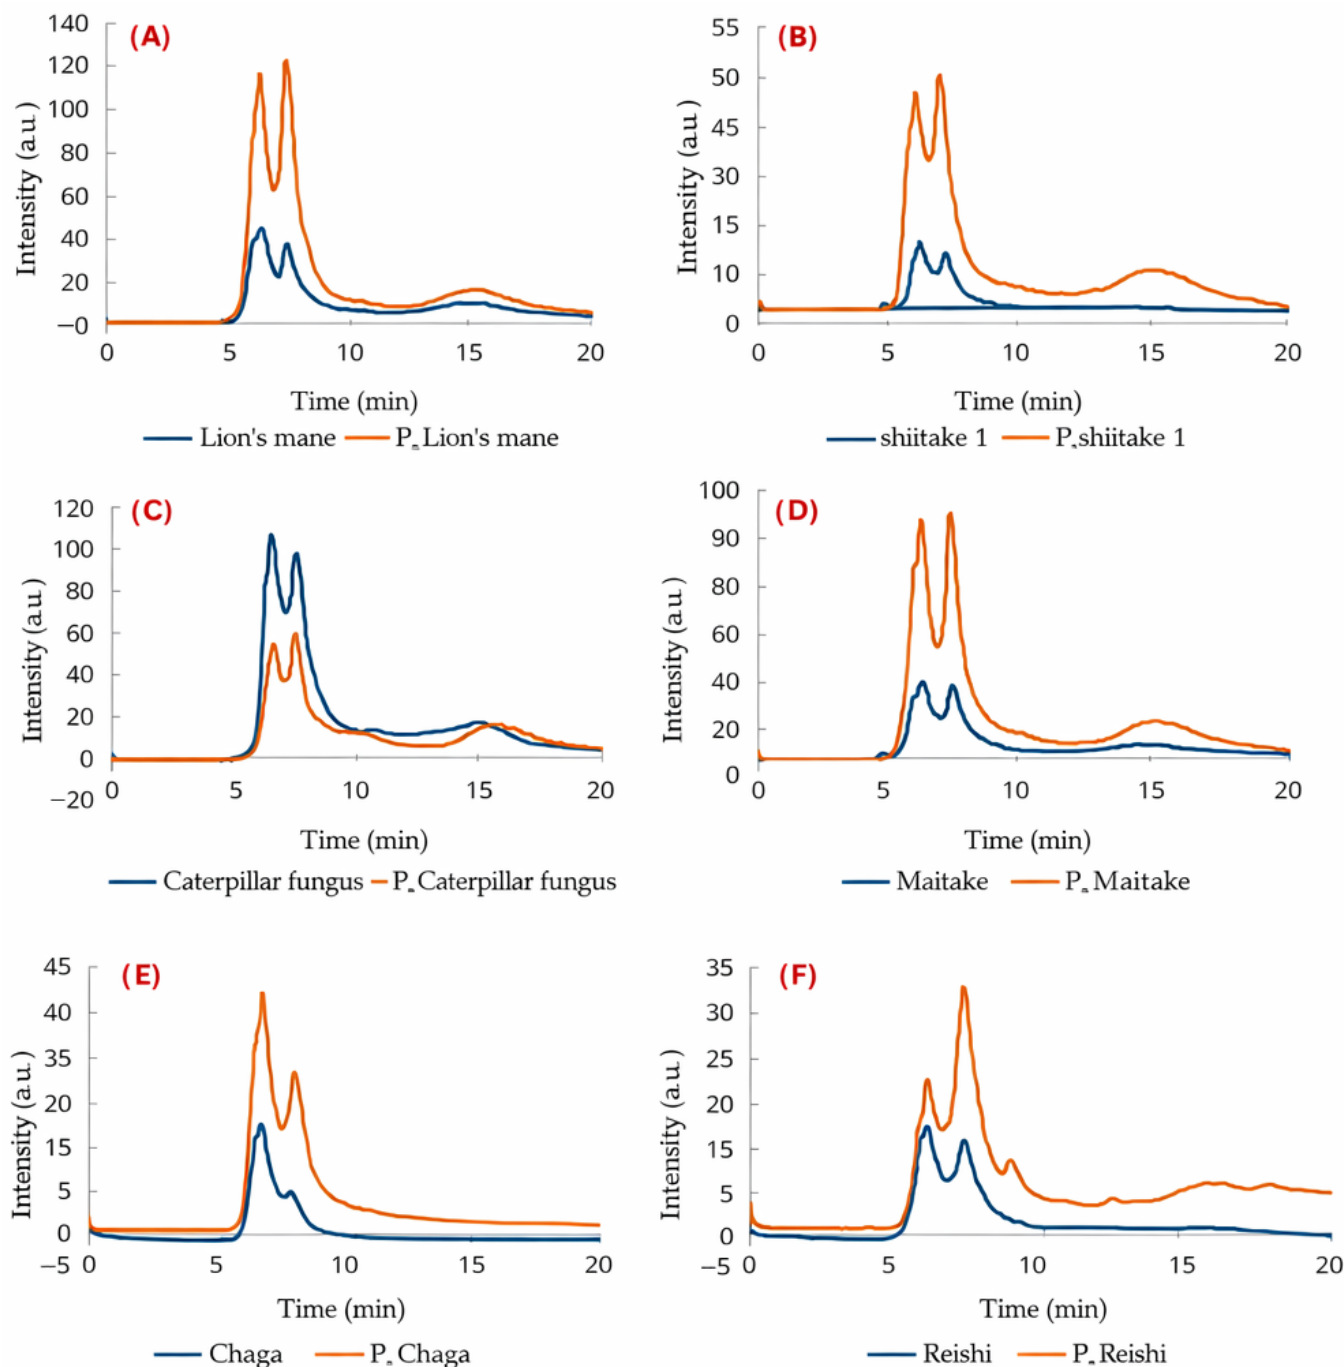 (A)
Intensity (a.u.)
140
120
100
80
60
40
20
−0
0 5 10 15 20
Time (min)
Lion's mane P Lion's mane
(B)
Intensity (a.u.)
55
50
45
30
15
10
0
0 5 10 15 20
Time (min)
shiitake 1 P shiitake 1
(C)
Intensity (a.u.)
120
100
80
60
40
20
0
−20
0 5 10 15 20
Time (min)
Caterpillar fungus P Caterpillar fungus
(D)
Intensity (a.u.)
100
90
80
60
40
20
0
0 5 10 15 20
Time (min)
Maitake P Maitake
(E)
Intensity (a.u.)
45
40
35
20
15
5
0
−5
0 5 10 15 20
Time (min)
Chaga P Chaga
(F)
Intensity (a.u.)
35
30
25
20
15
5
0
−5
0 5 10 15 20
Time (min)
Reishi P Reishi